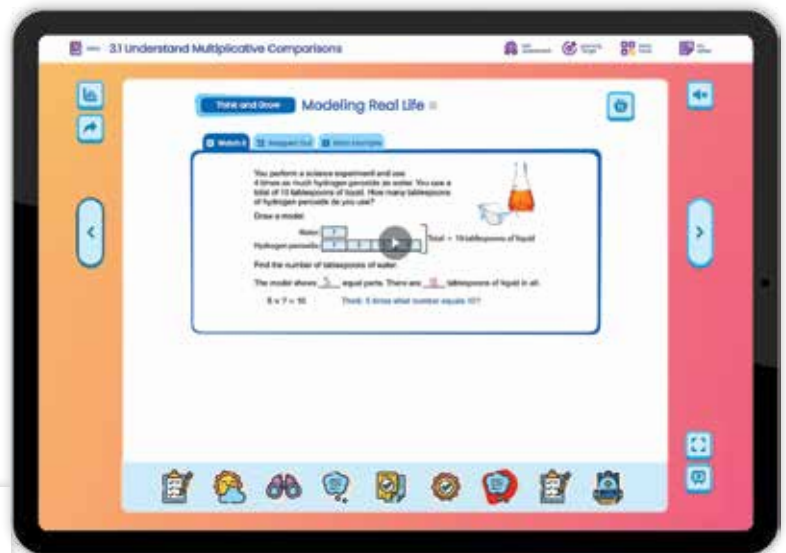 3.1 Understand Multiplicative Comparisons
Think and Grow
Modeling Real Life
Watch It
You perform a science experiment and use
4 times as much hydrogen peroxide as water. You use a
total of 10 tablespoons of liquid. How many tablespoons
of hydrogen peroxide do you use?
Draw a model.
Water: ?
Hydrogen peroxide: ? ?
Total = 10 tablespoons of liquid
Find the number of tablespoons of water.
The model shows 5 equal parts. There are 10 tablespoons of liquid in all.
5 × ? = 10
Think: 5 times what number equals 10?